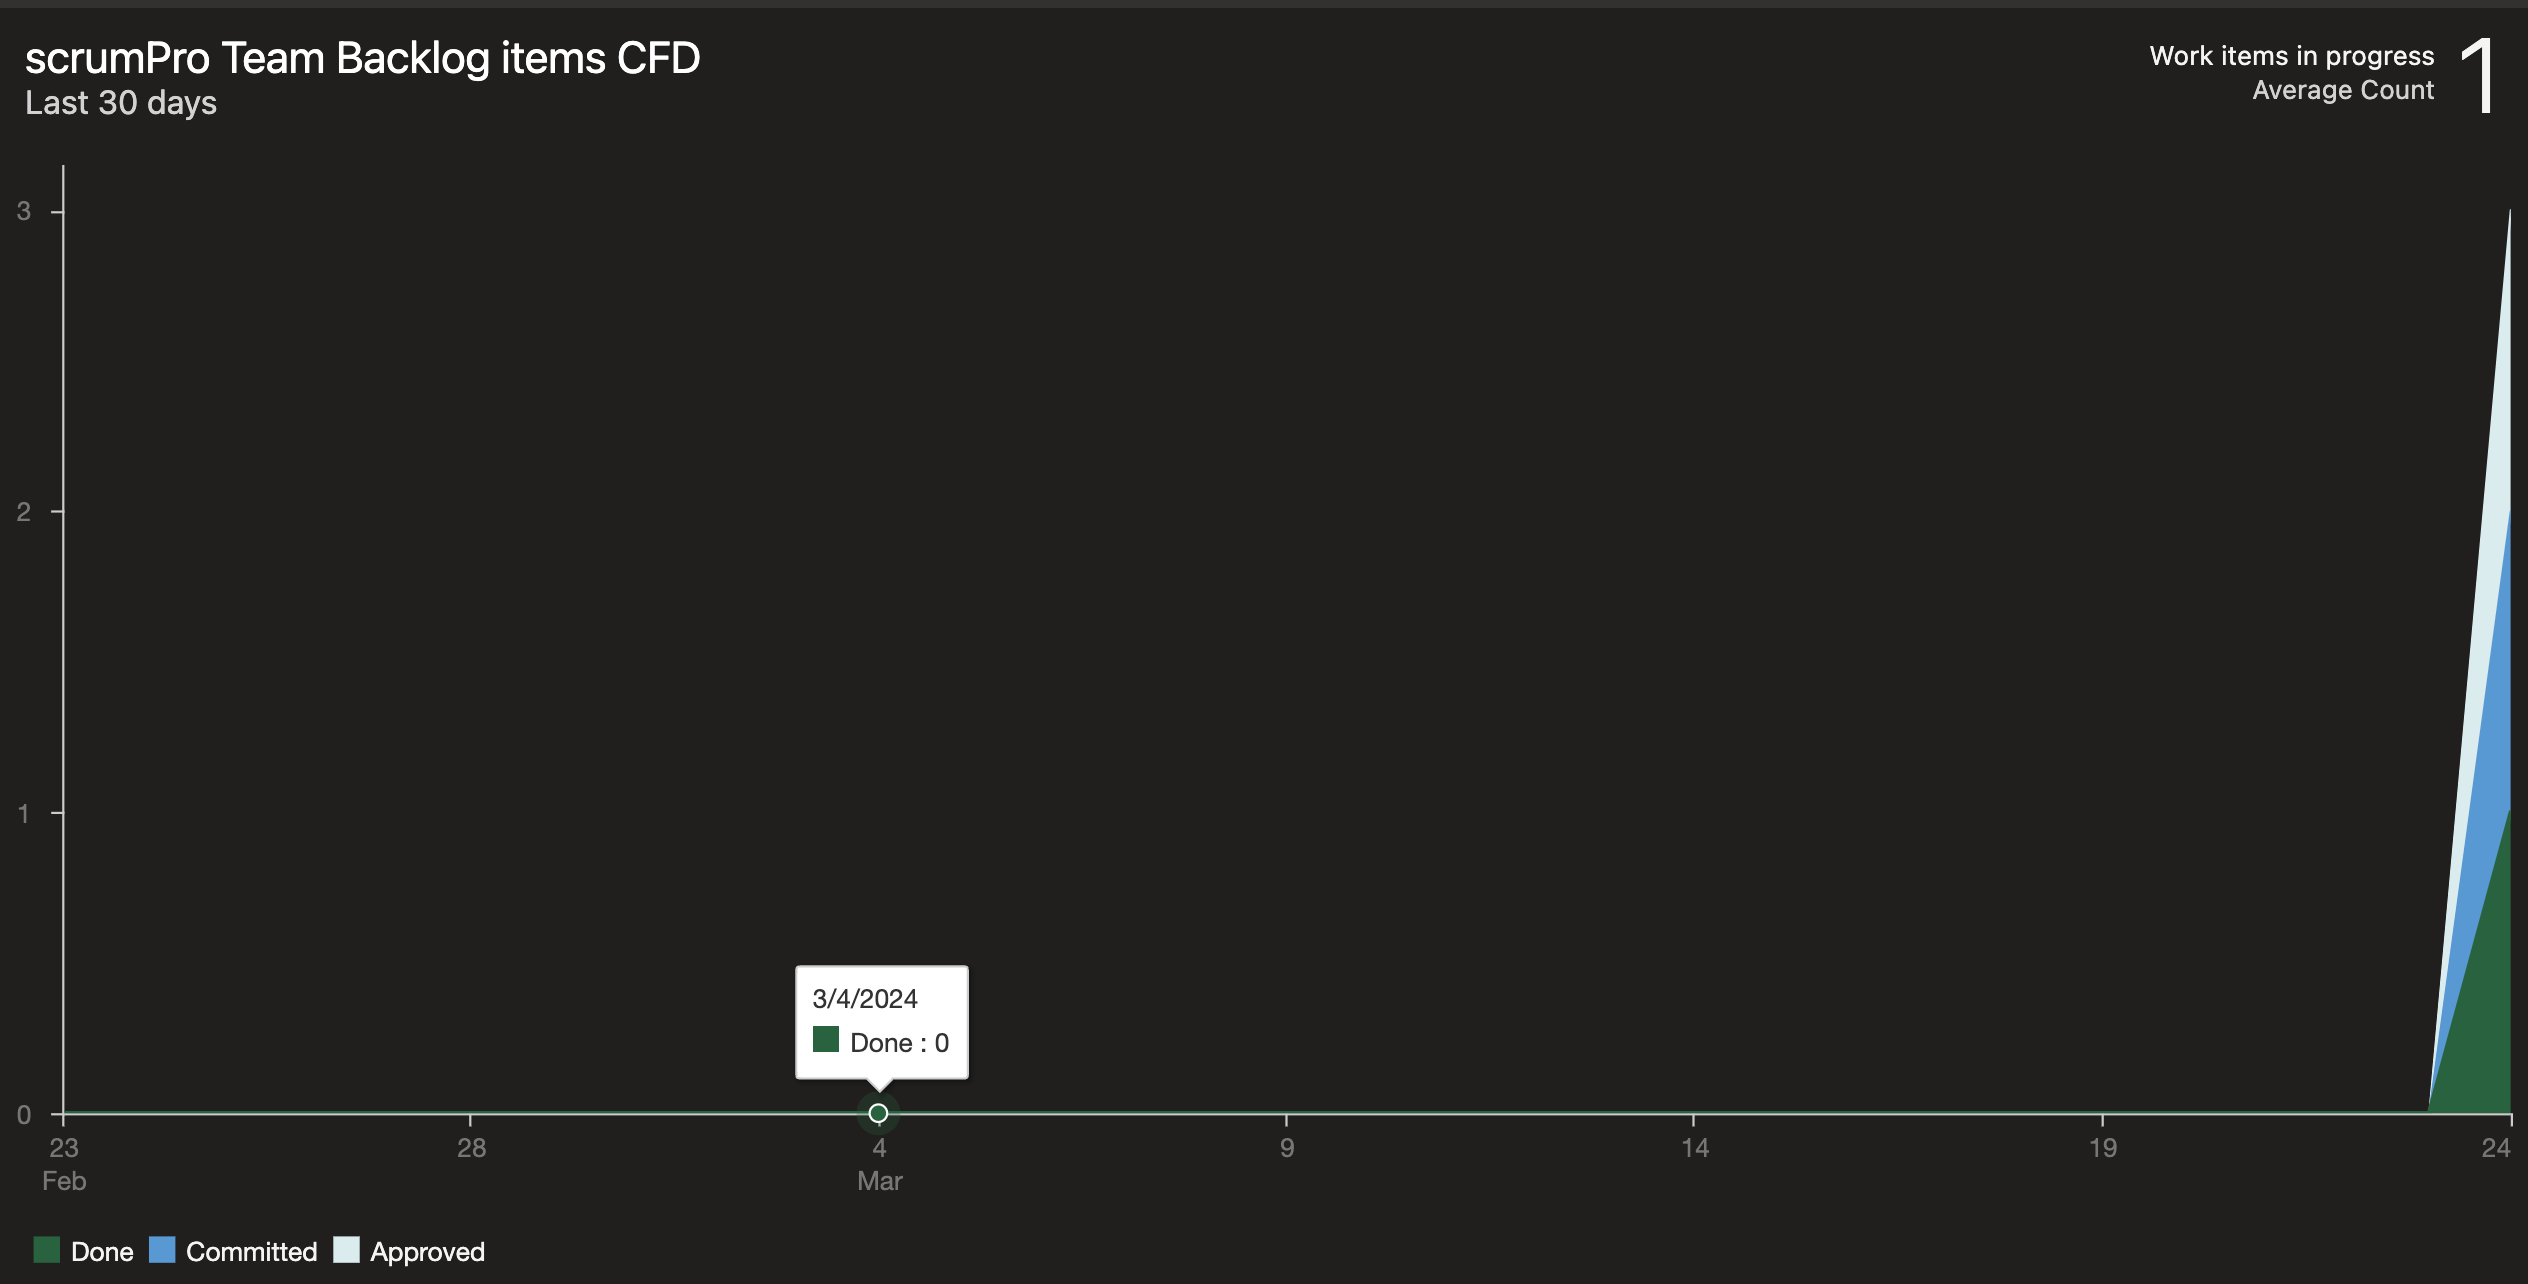 scrumPro Team Backlog items CFD
Last 30 days
Work items in progress
Average Count
1
3
2
1
0
3/4/2024
Done : 0
23 28 4 9 14 19 24
Feb Mar
Done Committed Approved